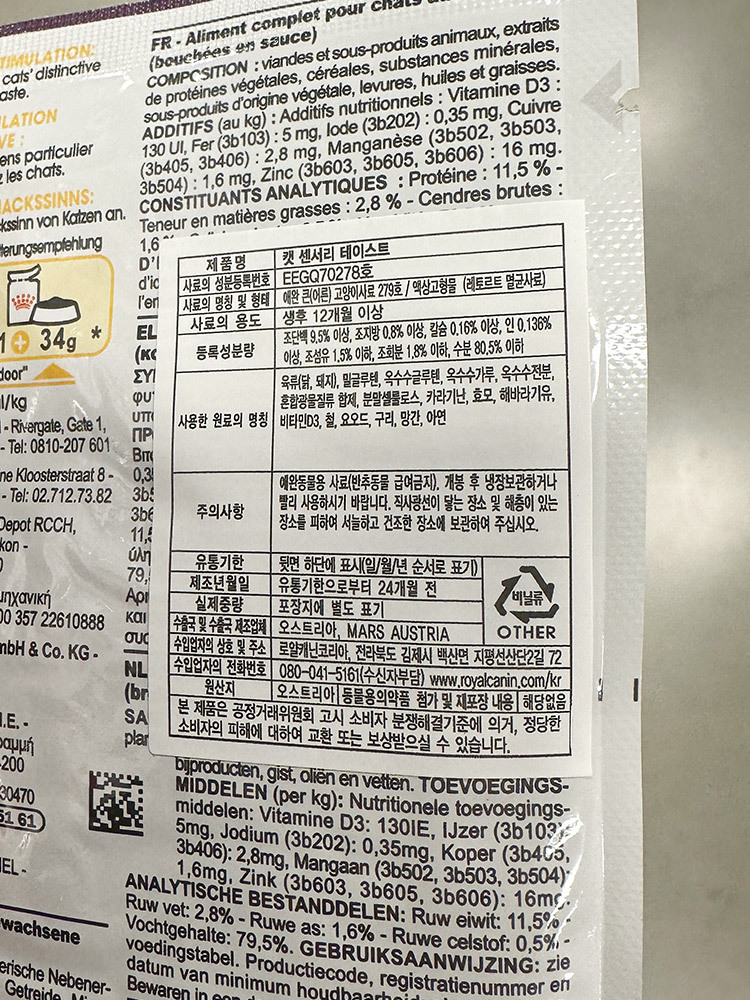 TIMULATION:
cats' distinctive
aste.
LATION
VE :
ens particulier
z les chats.
ACKSSINNS:
kssinn von Katzen an.
tterungsempfehlung
1 + 34g *
door"
l/kg
- Rivergate, Gate 1,
- Tel: 0810-207 601
ne Kloosterstraat 8 -
- Tel: 02.712.73.82
Depot RCCH,
kon -
μηχανική
00 357 22610888
mbH & Co. KG -
.E. -
ραμμή
-200
30470
51 61
EL -
wachsene
erische Nebener-
Getreide,
FR - Aliment complet pour chats
(bouchées en sauce)
COMPOSITION : viandes et sous-produits animaux, extraits
de protéines végétales, céréales, substances minérales,
sous-produits d'origine végétale, levures, huiles et graisses.
ADDITIFS (au kg) : Additifs nutritionnels : Vitamine D3 :
130 UI, Fer (3b103) : 5 mg, Iode (3b202) : 0,35 mg, Cuivre
(3b405, 3b406) : 2,8 mg, Manganèse (3b502, 3b503,
3b504) : 1,6 mg, Zinc (3b603, 3b605, 3b606) : 16 mg.
CONSTITUANTS ANALYTIQUES : Protéine : 11,5 % -
Teneur en matières grasses : 2,8 % - Cendres brutes :
1,6
제품명 캣 센서리 테이스트
사료의 성분등록번호 EEGQ70278호
사료의 명칭 및 형태 애완 큰(어른) 고양이사료 279호 / 액상고형물 (레토르트 멸균사료)
사료의 용도 생후 12개월 이상
등록성분량 조단백 9.5% 이상, 조지방 0.8% 이상, 칼슘 0.16% 이상, 인 0.136%
이상, 조섬유 1.5% 이하, 조회분 1.8% 이하, 수분 80.5% 이하
사용한 원료의 명칭 육류(닭, 돼지), 밀글루텐, 옥수수글루텐, 옥수수가루, 옥수수전분,
혼합광물질류 합제, 분말셀룰로스, 카라기난, 효모, 해바라기유,
비타민D3, 철, 요오드, 구리, 망간, 아연
주의사항 애완동물용 사료(반추동물 급여금지). 개봉 후 냉장보관하거나
빨리 사용하시기 바랍니다. 직사광선이 닿는 장소 및 해충이 있는
장소를 피하여 서늘하고 건조한 장소에 보관하여 주십시오.
유통기한 뒷면 하단에 표시(일/월/년 순서로 표기)
제조년월일 유통기한으로부터 24개월 전
실제중량 포장지에 별도 표기
비닐류
OTHER
수출국 및 수출국 제조업체 오스트리아, MARS AUSTRIA
수입업자의 상호 및 주소 로얄캐닌코리아, 전라북도 김제시 백산면 지평선산단2길 72
수입업자의 전화번호 080-041-5161(수신자부담) www.royalcanin.com/kr
원산지 오스트리아 동물용의약품 첨가 및 재포장 내용 해당없음
본 제품은 공정거래위원회 고시 소비자 분쟁해결기준에 의거, 정당한
소비자의 피해에 대하여 교환 또는 보상받으실 수 있습니다.
bijproducten, gist, oliën en vetten. TOEVOEGINGS-
MIDDELEN (per kg): Nutritionele toevoegings-
middelen: Vitamine D3: 130IE, IJzer (3b103):
5mg, Jodium (3b202): 0,35mg, Koper (3b405,
3b406): 2,8mg, Mangaan (3b502, 3b503, 3b504):
1,6mg, Zink (3b603, 3b605, 3b606): 16mg.
ANALYTISCHE BESTANDDELEN: Ruw eiwit: 11,5% -
Ruw vet: 2,8% - Ruwe as: 1,6% - Ruwe celstof: 0,5% -
Vochtgehalte: 79,5%. GEBRUIKSAANWIJZING: zie
voedingstabel. Productiecode, registratienummer en
datum van minimum
Bewaren in een